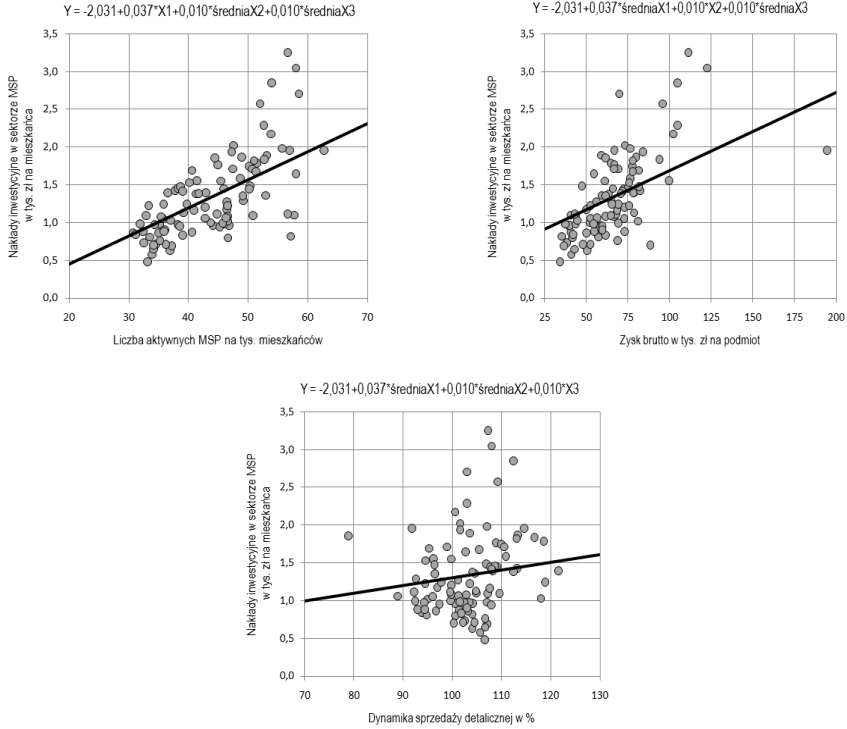 Y = -2,031+0,037*X1+0,010*średniaX2+0,010*średniaX3
3,5
3,0
2,5
2,0
1,5
1,0
0,5
0,0
Nakłady inwestycyjne w sektorze MSP
w tys. zł na mieszkańca
20 30 40 50 60 70
Liczba aktywnych MSP na tys. mieszkańców
Y = -2,031+0,037*średniaX1+0,010*X2+0,010*średniaX3
3,5
3,0
2,5
2,0
1,5
1,0
0,5
0,0
Nakłady inwestycyjne w sektorze MSP
w tys. zł na mieszkańca
25 50 75 100 125 150 175 200
Zysk brutto w tys. zł na podmiot
Y = -2,031+0,037*średniaX1+0,010*średniaX2+0,010*X3
3,5
3,0
2,5
2,0
1,5
1,0
0,5
0,0
Nakłady inwestycyjne w sektorze MSP
w tys. zł na mieszkańca
70 80 90 100 110 120 130
Dynamika sprzedaży detalicznej w %